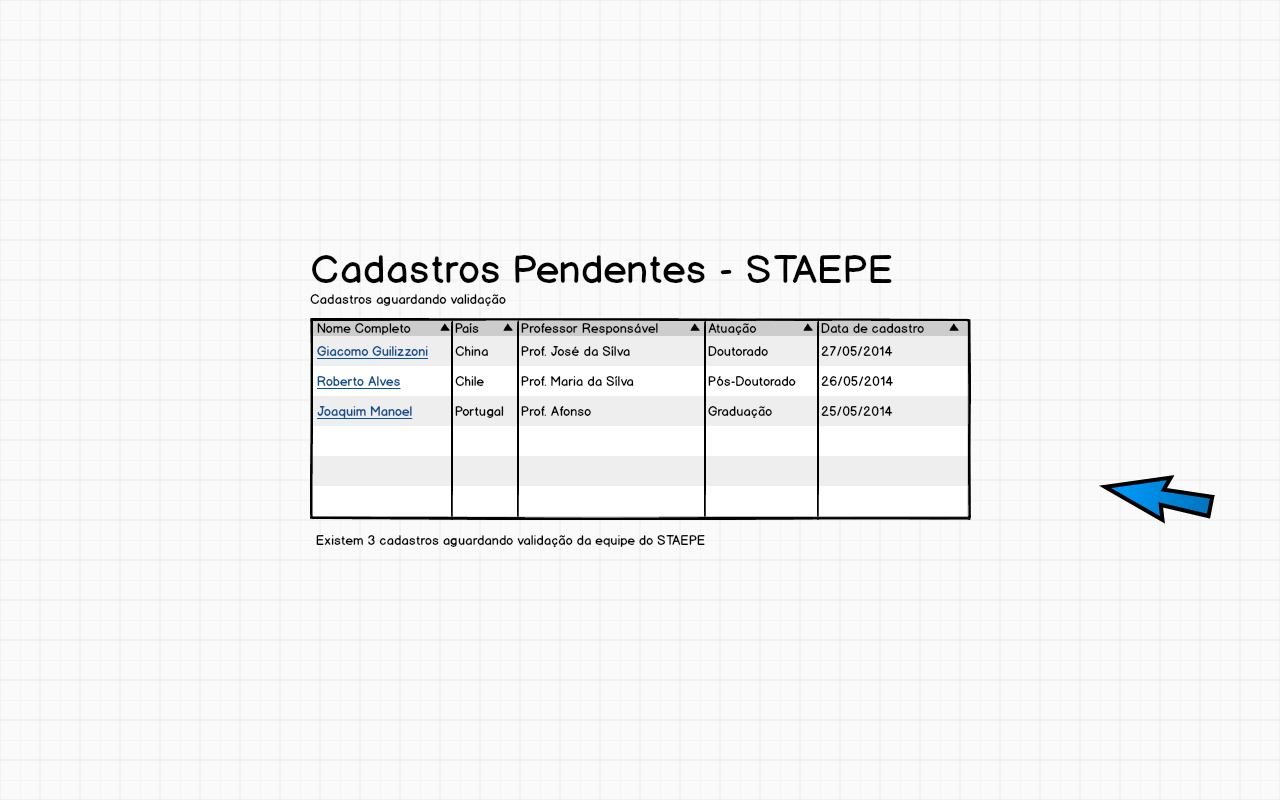 Cadastros Pendentes - STAEPE
Cadastros aguardando validação
Nome Completo País Professor Responsável Atuação Data de cadastro
Giacomo Guilizzoni China Prof. José da Sílva Doutorado 27/05/2014
Roberto Alves Chile Prof. Maria da Sílva Pós-Doutorado 26/05/2014
Joaquim Manoel Portugal Prof. Afonso Graduação 25/05/2014
Existem 3 cadastros aguardando validação da equipe do STAEPE